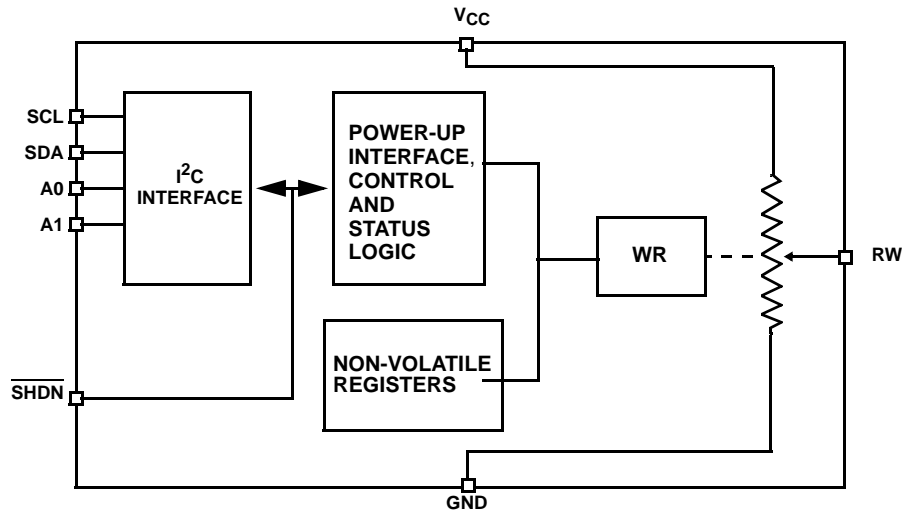 VCC
SCL
SDA
A0
A1
I2C
INTERFACE
POWER-UP
INTERFACE,
CONTROL
AND
STATUS
LOGIC
WR
RW
NON-VOLATILE
REGISTERS
SHDN
GND